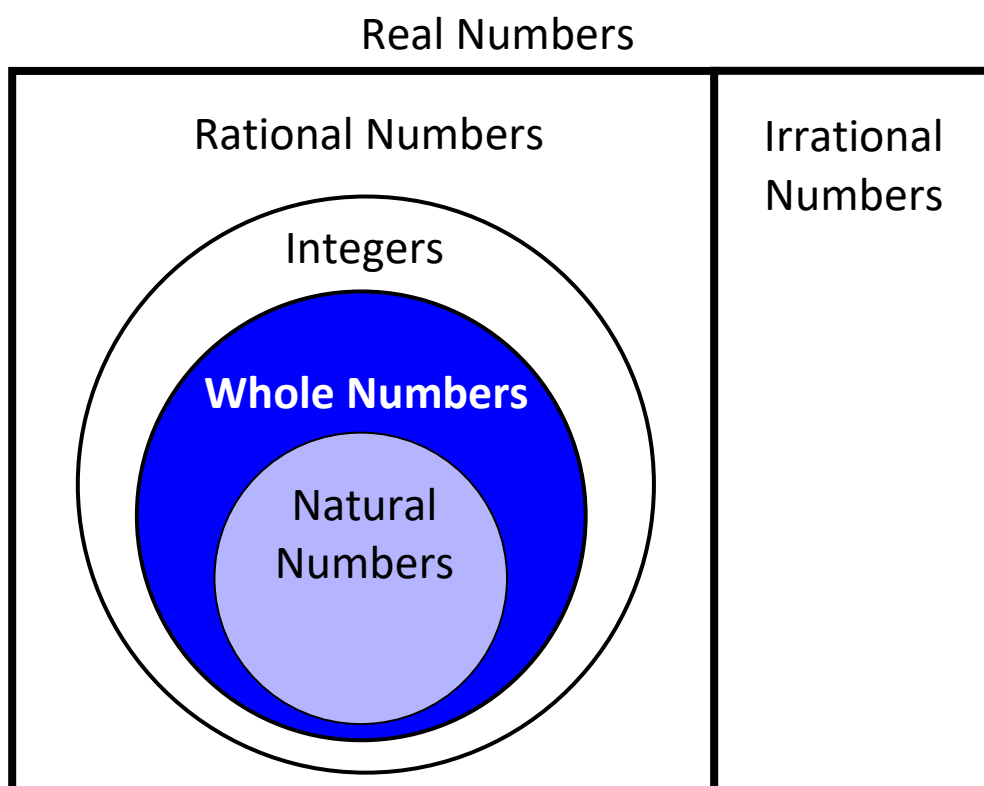 Real Numbers
Rational Numbers
Irrational
Numbers
Integers
Whole Numbers
Natural
Numbers